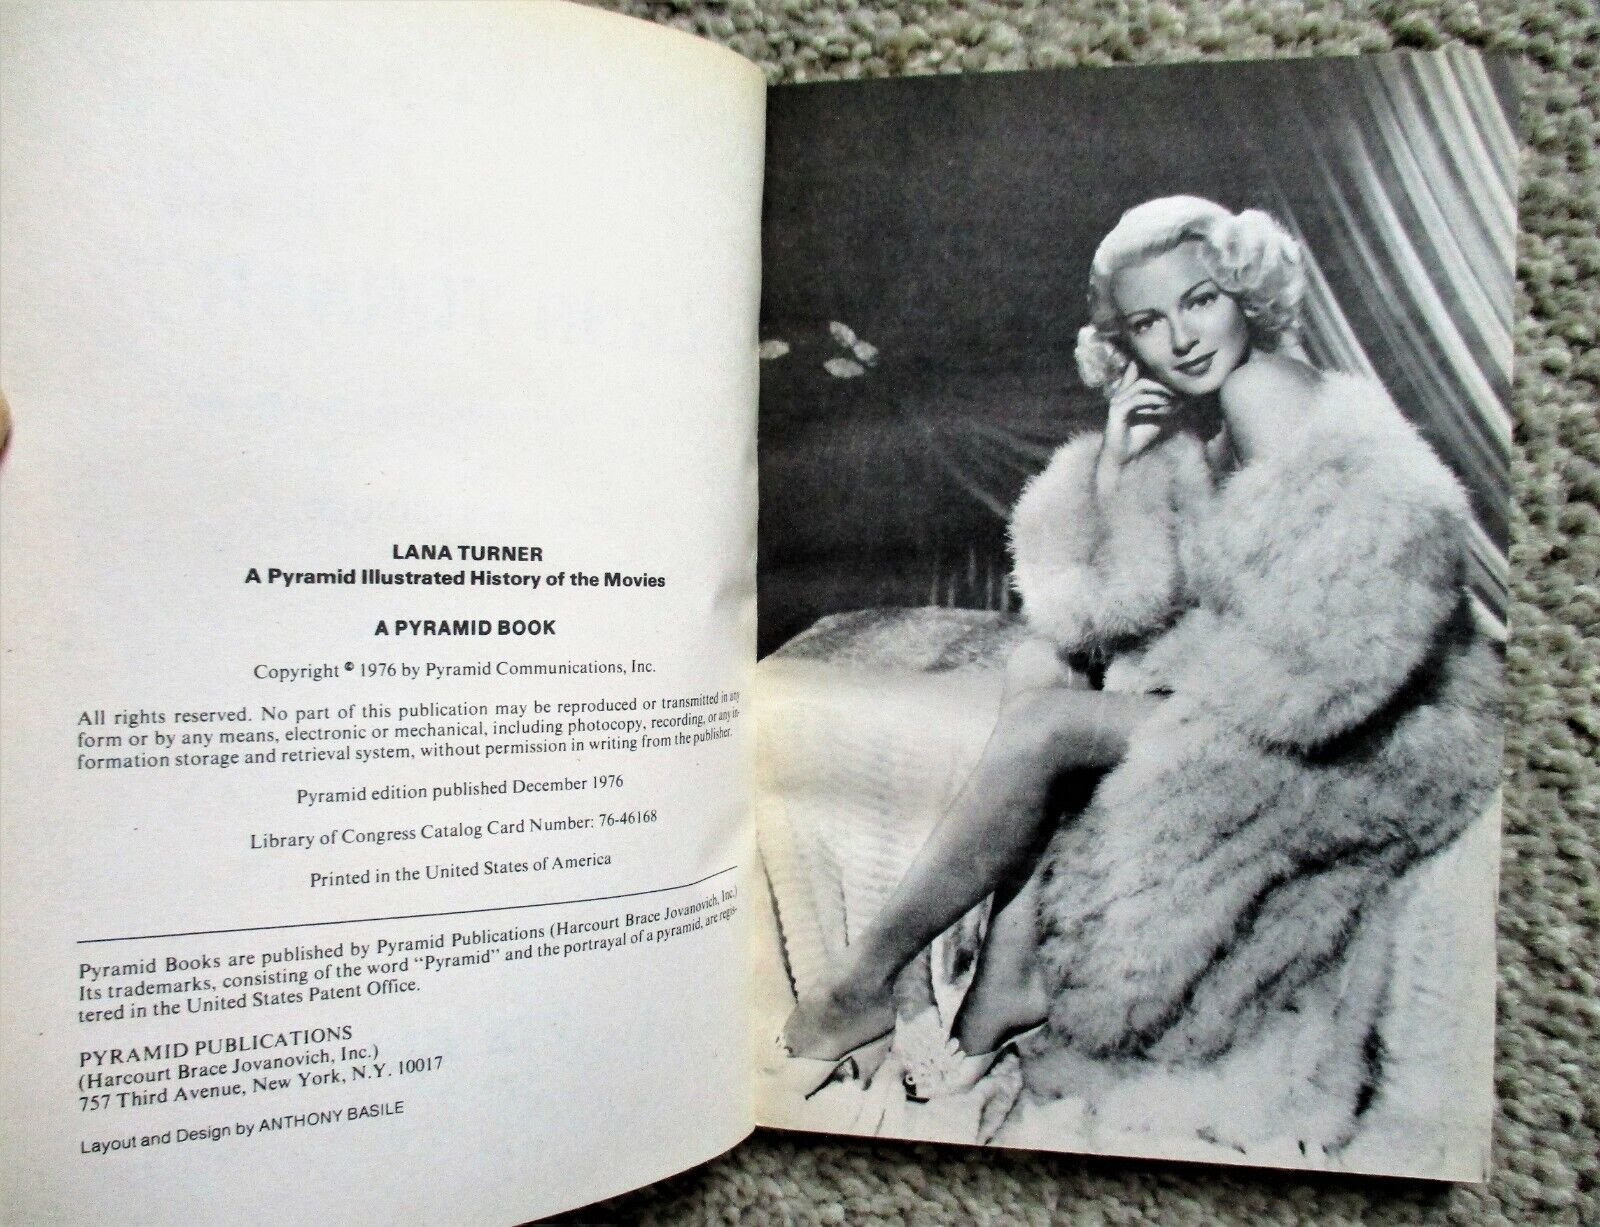 LANA TURNER
A Pyramid Illustrated History of the Movies
A PYRAMID BOOK
Copyright © 1976 by Pyramid Communications, Inc.
All rights reserved. No part of this publication may be reproduced or transmitted in any
form or by any means, electronic or mechanical, including photocopy, recording, or any in-
formation storage and retrieval system, without permission in writing from the publisher.
Pyramid edition published December 1976
Library of Congress Catalog Card Number: 76-46168
Printed in the United States of America
Pyramid Books are published by Pyramid Publications (Harcourt Brace Jovanovich, Inc.)
Its trademarks, consisting of the word “Pyramid” and the portrayal of a pyramid, are regis-
tered in the United States Patent Office.
PYRAMID PUBLICATIONS
(Harcourt Brace Jovanovich, Inc.)
757 Third Avenue, New York, N.Y. 10017
Layout and Design by ANTHONY BASILE